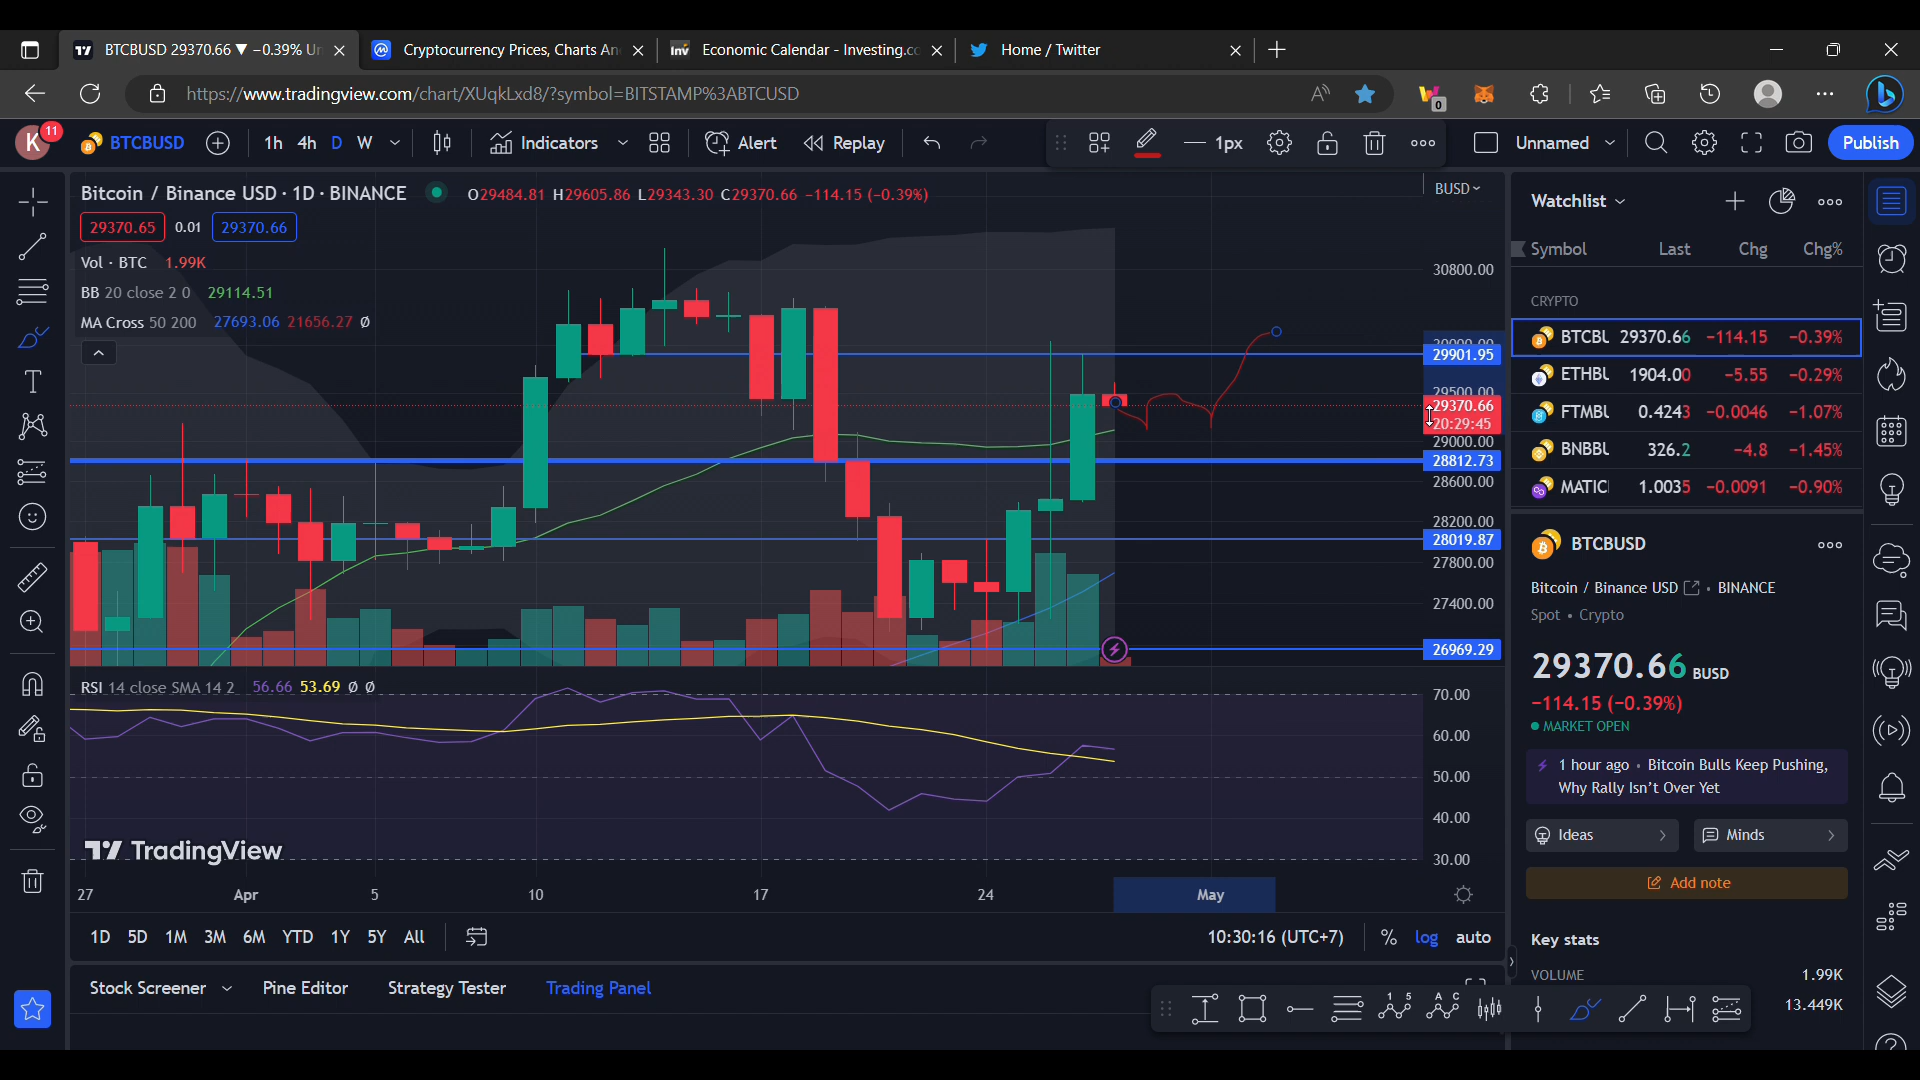 BTCBUSD 29370.66 ▼ −0.39% Un
Cryptocurrency Prices, Charts An
Economic Calendar - Investing.co
Home / Twitter
https://www.tradingview.com/chart/XUqkLxd8/?symbol=BITSTAMP%3ABTCUSD
0
K 11 BTCBUSD 1h 4h D W Indicators Alert Replay 1px Unnamed Publish
Bitcoin / Binance USD · 1D · BINANCE O29484.81 H29605.86 L29343.30 C29370.66 −114.15 (−0.39%)
29370.65 0.01 29370.66
Vol · BTC 1.99K
BB 20 close 2 0 29114.51
MA Cross 50 200 27693.06 21656.27 Ø
BUSD
30800.00
30000.00
29901.95
29500.00
29370.66
20:29:45
29000.00
28812.73
28600.00
28200.00
28019.87
27800.00
27400.00
26969.29
RSI 14 close SMA 14 2 56.66 53.69 Ø Ø
70.00
60.00
50.00
40.00
30.00
TradingView
27 Apr 5 10 17 24 May
1D 5D 1M 3M 6M YTD 1Y 5Y All 10:30:16 (UTC+7) % log auto
Stock Screener Pine Editor Strategy Tester Trading Panel
Watchlist
Symbol Last Chg Chg%
CRYPTO
BTCBU 29370.66 −114.15 −0.39%
ETHBU 1904.00 −5.55 −0.29%
FTMBU 0.4243 −0.0046 −1.07%
BNBBU 326.2 −4.8 −1.45%
MATIC 1.0035 −0.0091 −0.90%
BTCBUSD
Bitcoin / Binance USD · BINANCE
Spot · Crypto
29370.66 BUSD
−114.15 (−0.39%)
MARKET OPEN
1 hour ago · Bitcoin Bulls Keep Pushing,
Why Rally Isn't Over Yet
Ideas Minds
Add note
Key stats
VOLUME 1.99K
13.449K
1 5 A C